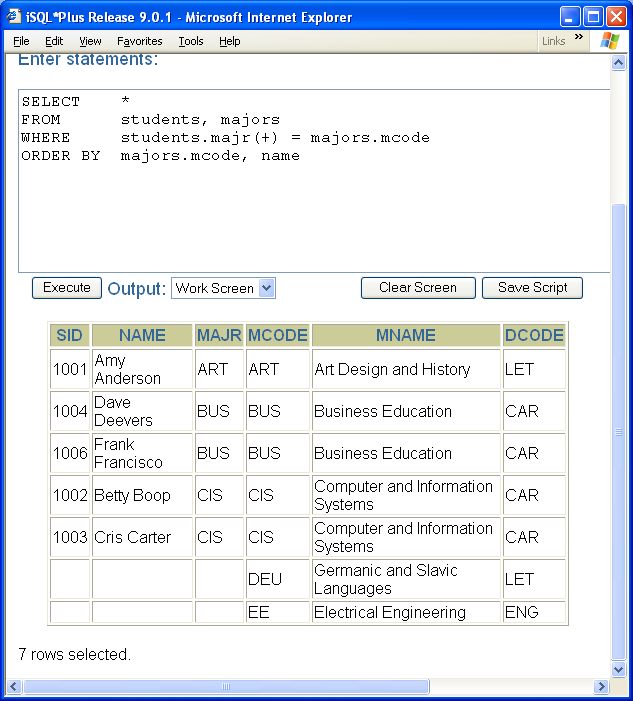 iSQL*Plus Release 9.0.1 - Microsoft Internet Explorer
File Edit View Favorites Tools Help Links »
Enter statements:
SELECT *
FROM students, majors
WHERE students.majr(+) = majors.mcode
ORDER BY majors.mcode, name
Execute Output: Work Screen Clear Screen Save Script
SID NAME MAJR MCODE MNAME DCODE
1001 Amy Anderson ART ART Art Design and History LET
1004 Dave Deevers BUS BUS Business Education CAR
1006 Frank Francisco BUS BUS Business Education CAR
1002 Betty Boop CIS CIS Computer and Information Systems CAR
1003 Cris Carter CIS CIS Computer and Information Systems CAR
DEU Germanic and Slavic Languages LET
EE Electrical Engineering ENG
7 rows selected.